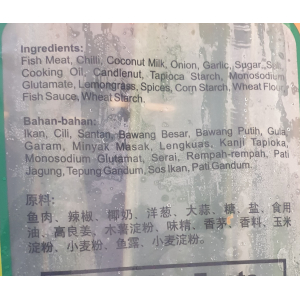 Ingredients:
Fish Meat, Chilli, Coconut Milk, Onion, Garlic, Sugar, Salt,
Cooking Oil, Candlenut, Tapioca Starch, Monosodium
Glutamate, Lemongrass, Spices, Corn Starch, Wheat Flour,
Fish Sauce, Wheat Starch.
Bahan-bahan:
Ikan, Cili, Santan, Bawang Besar, Bawang Putih, Gula,
Garam, Minyak Masak, Lengkuas, Kanji Tapioka,
Monosodium Glutamat, Serai, Rempah-rempah, Pati
Jagung, Tepung Gandum, Sos Ikan, Pati Gandum.
原料:
鱼肉、辣椒、椰奶、洋葱、大蒜、糖、盐、食用
油、高良姜、木薯淀粉、味精、香茅、香料、玉米
淀粉、小麦粉、鱼露、小麦淀粉。